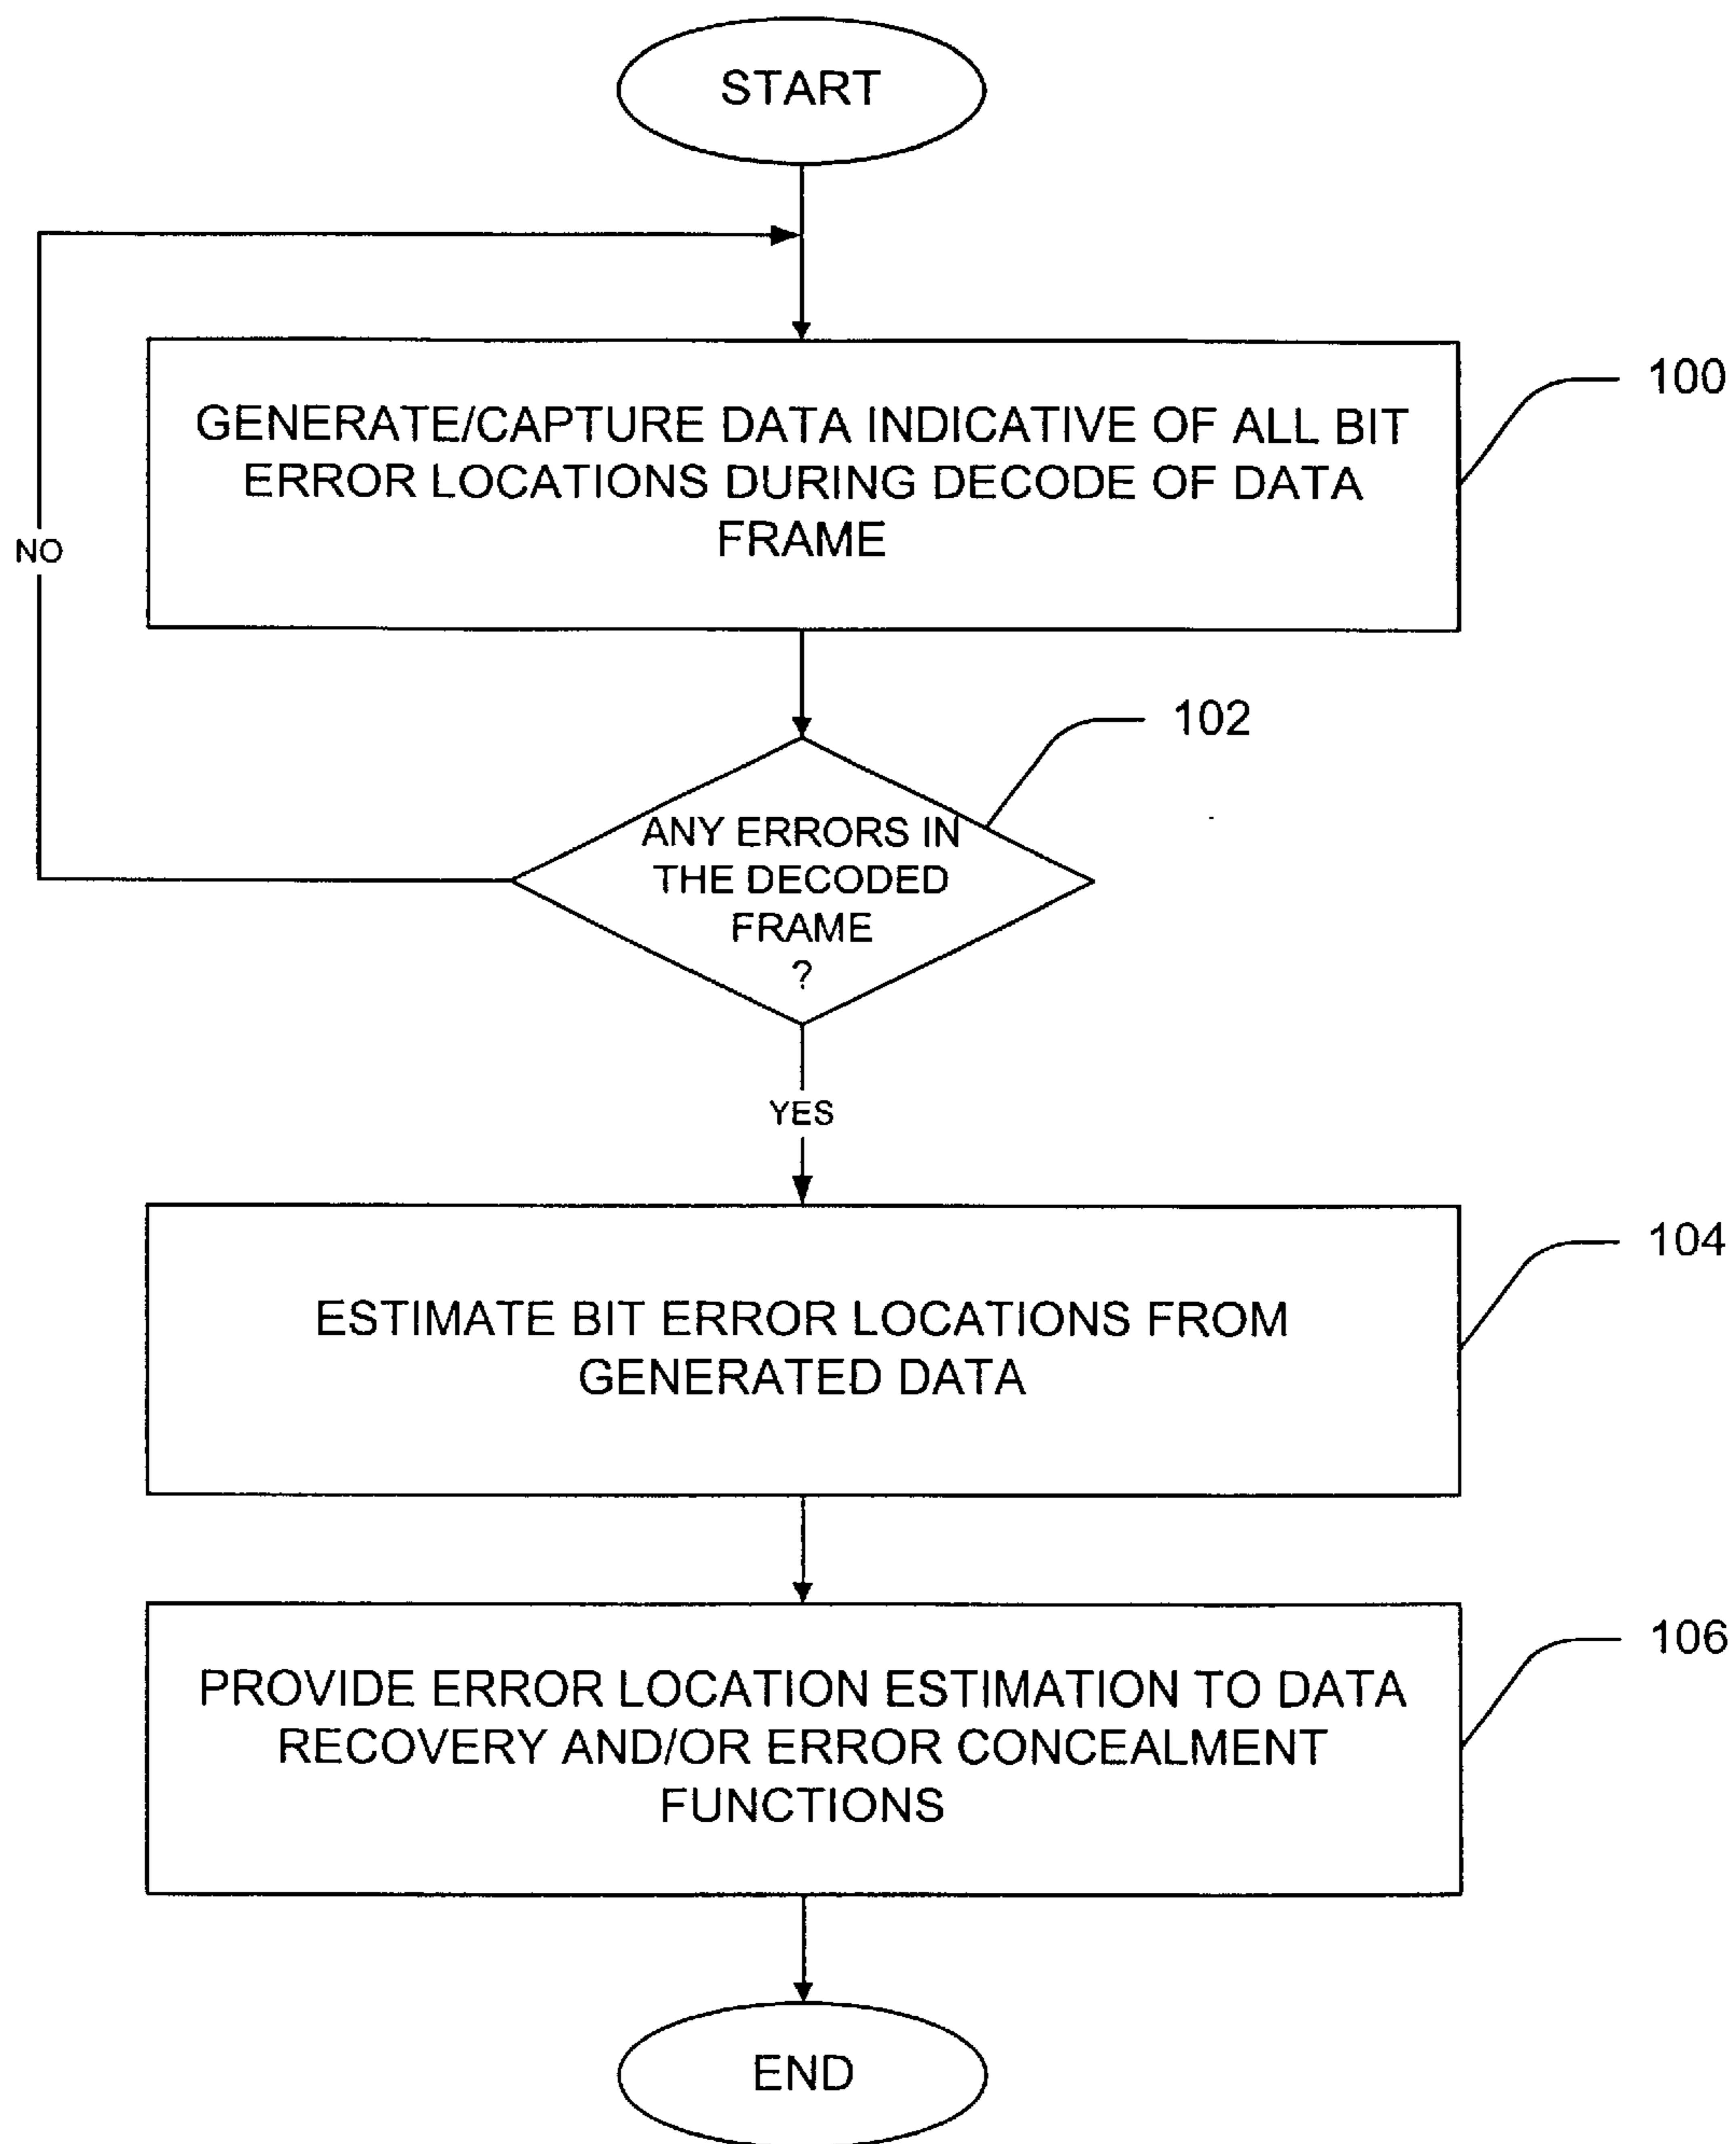 START
GENERATE/CAPTURE DATA INDICATIVE OF ALL BIT
ERROR LOCATIONS DURING DECODE OF DATA
FRAME
100
NO
102
ANY ERRORS IN
THE DECODED
FRAME
?
YES
104
ESTIMATE BIT ERROR LOCATIONS FROM
GENERATED DATA
106
PROVIDE ERROR LOCATION ESTIMATION TO DATA
RECOVERY AND/OR ERROR CONCEALMENT
FUNCTIONS
END